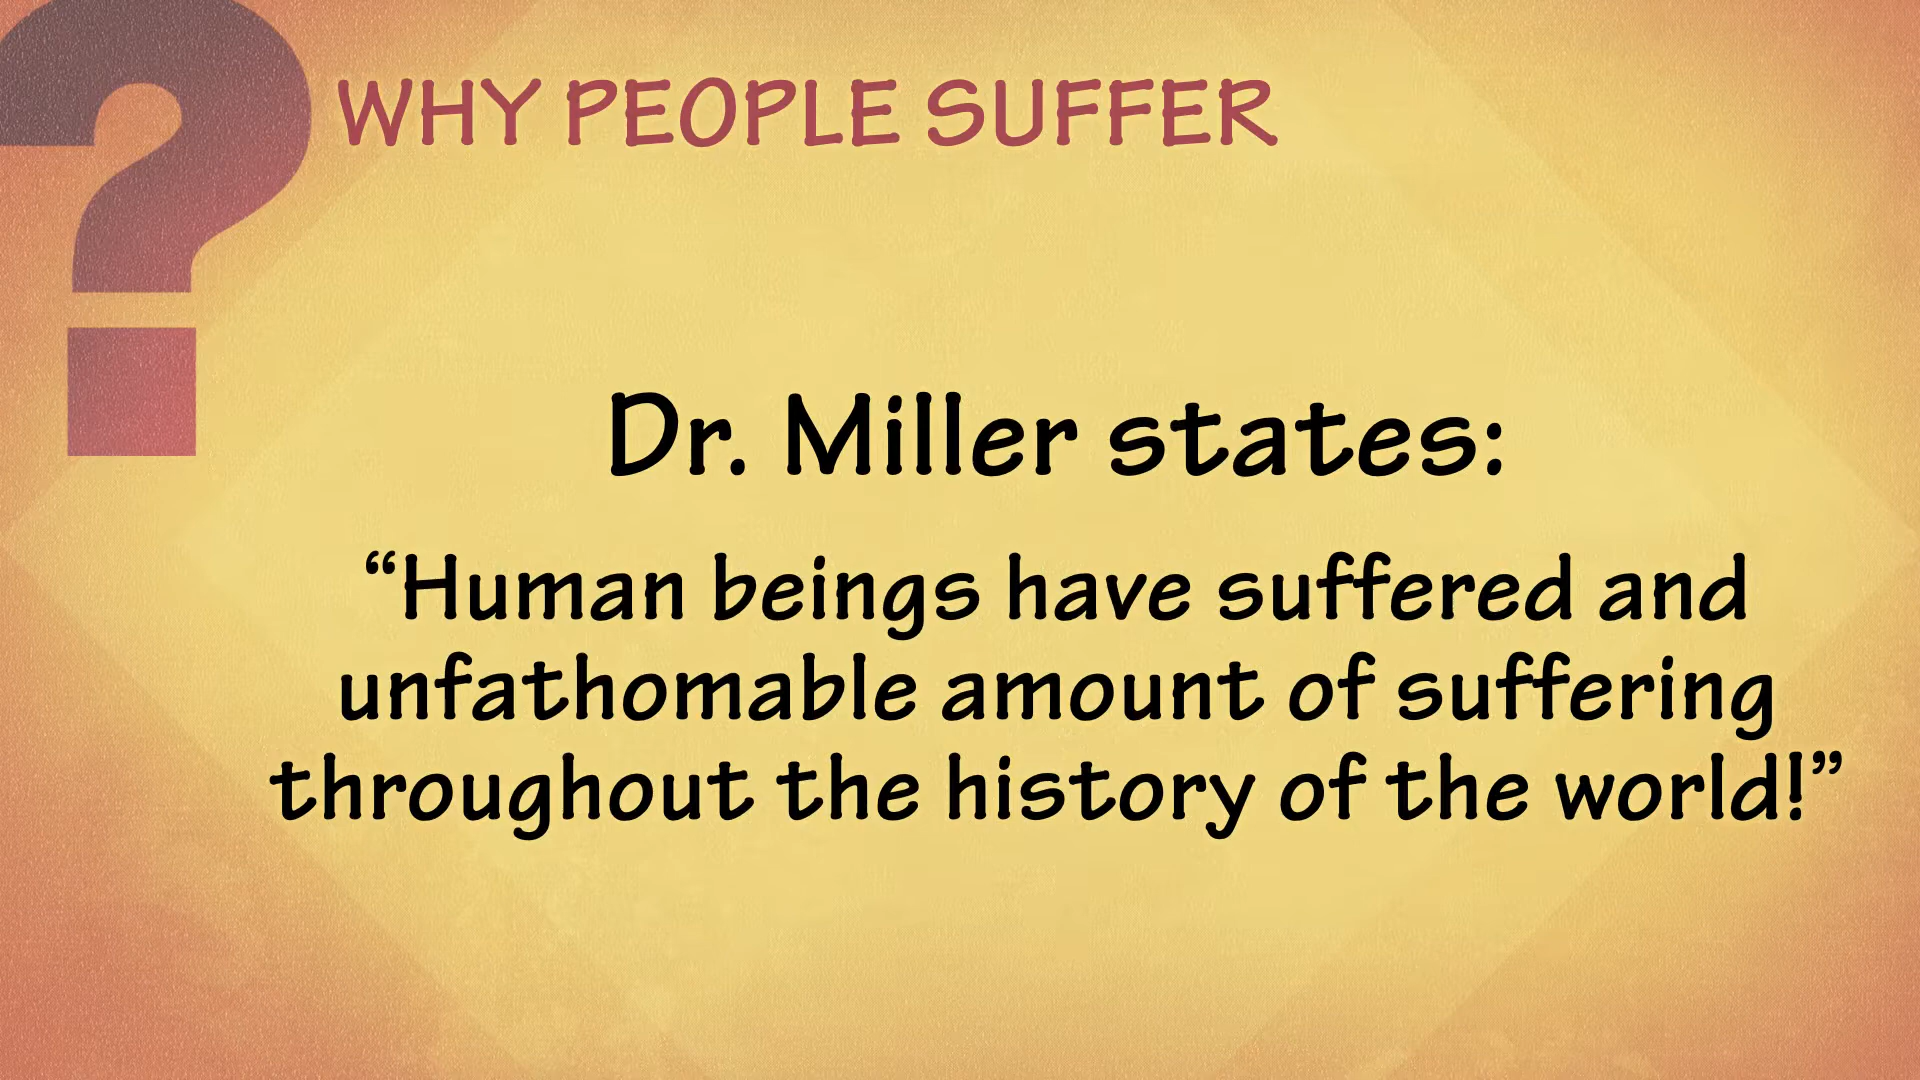 ?
WHY PEOPLE SUFFER
Dr. Miller states:
“Human beings have suffered and
unfathomable amount of suffering
throughout the history of the world!”